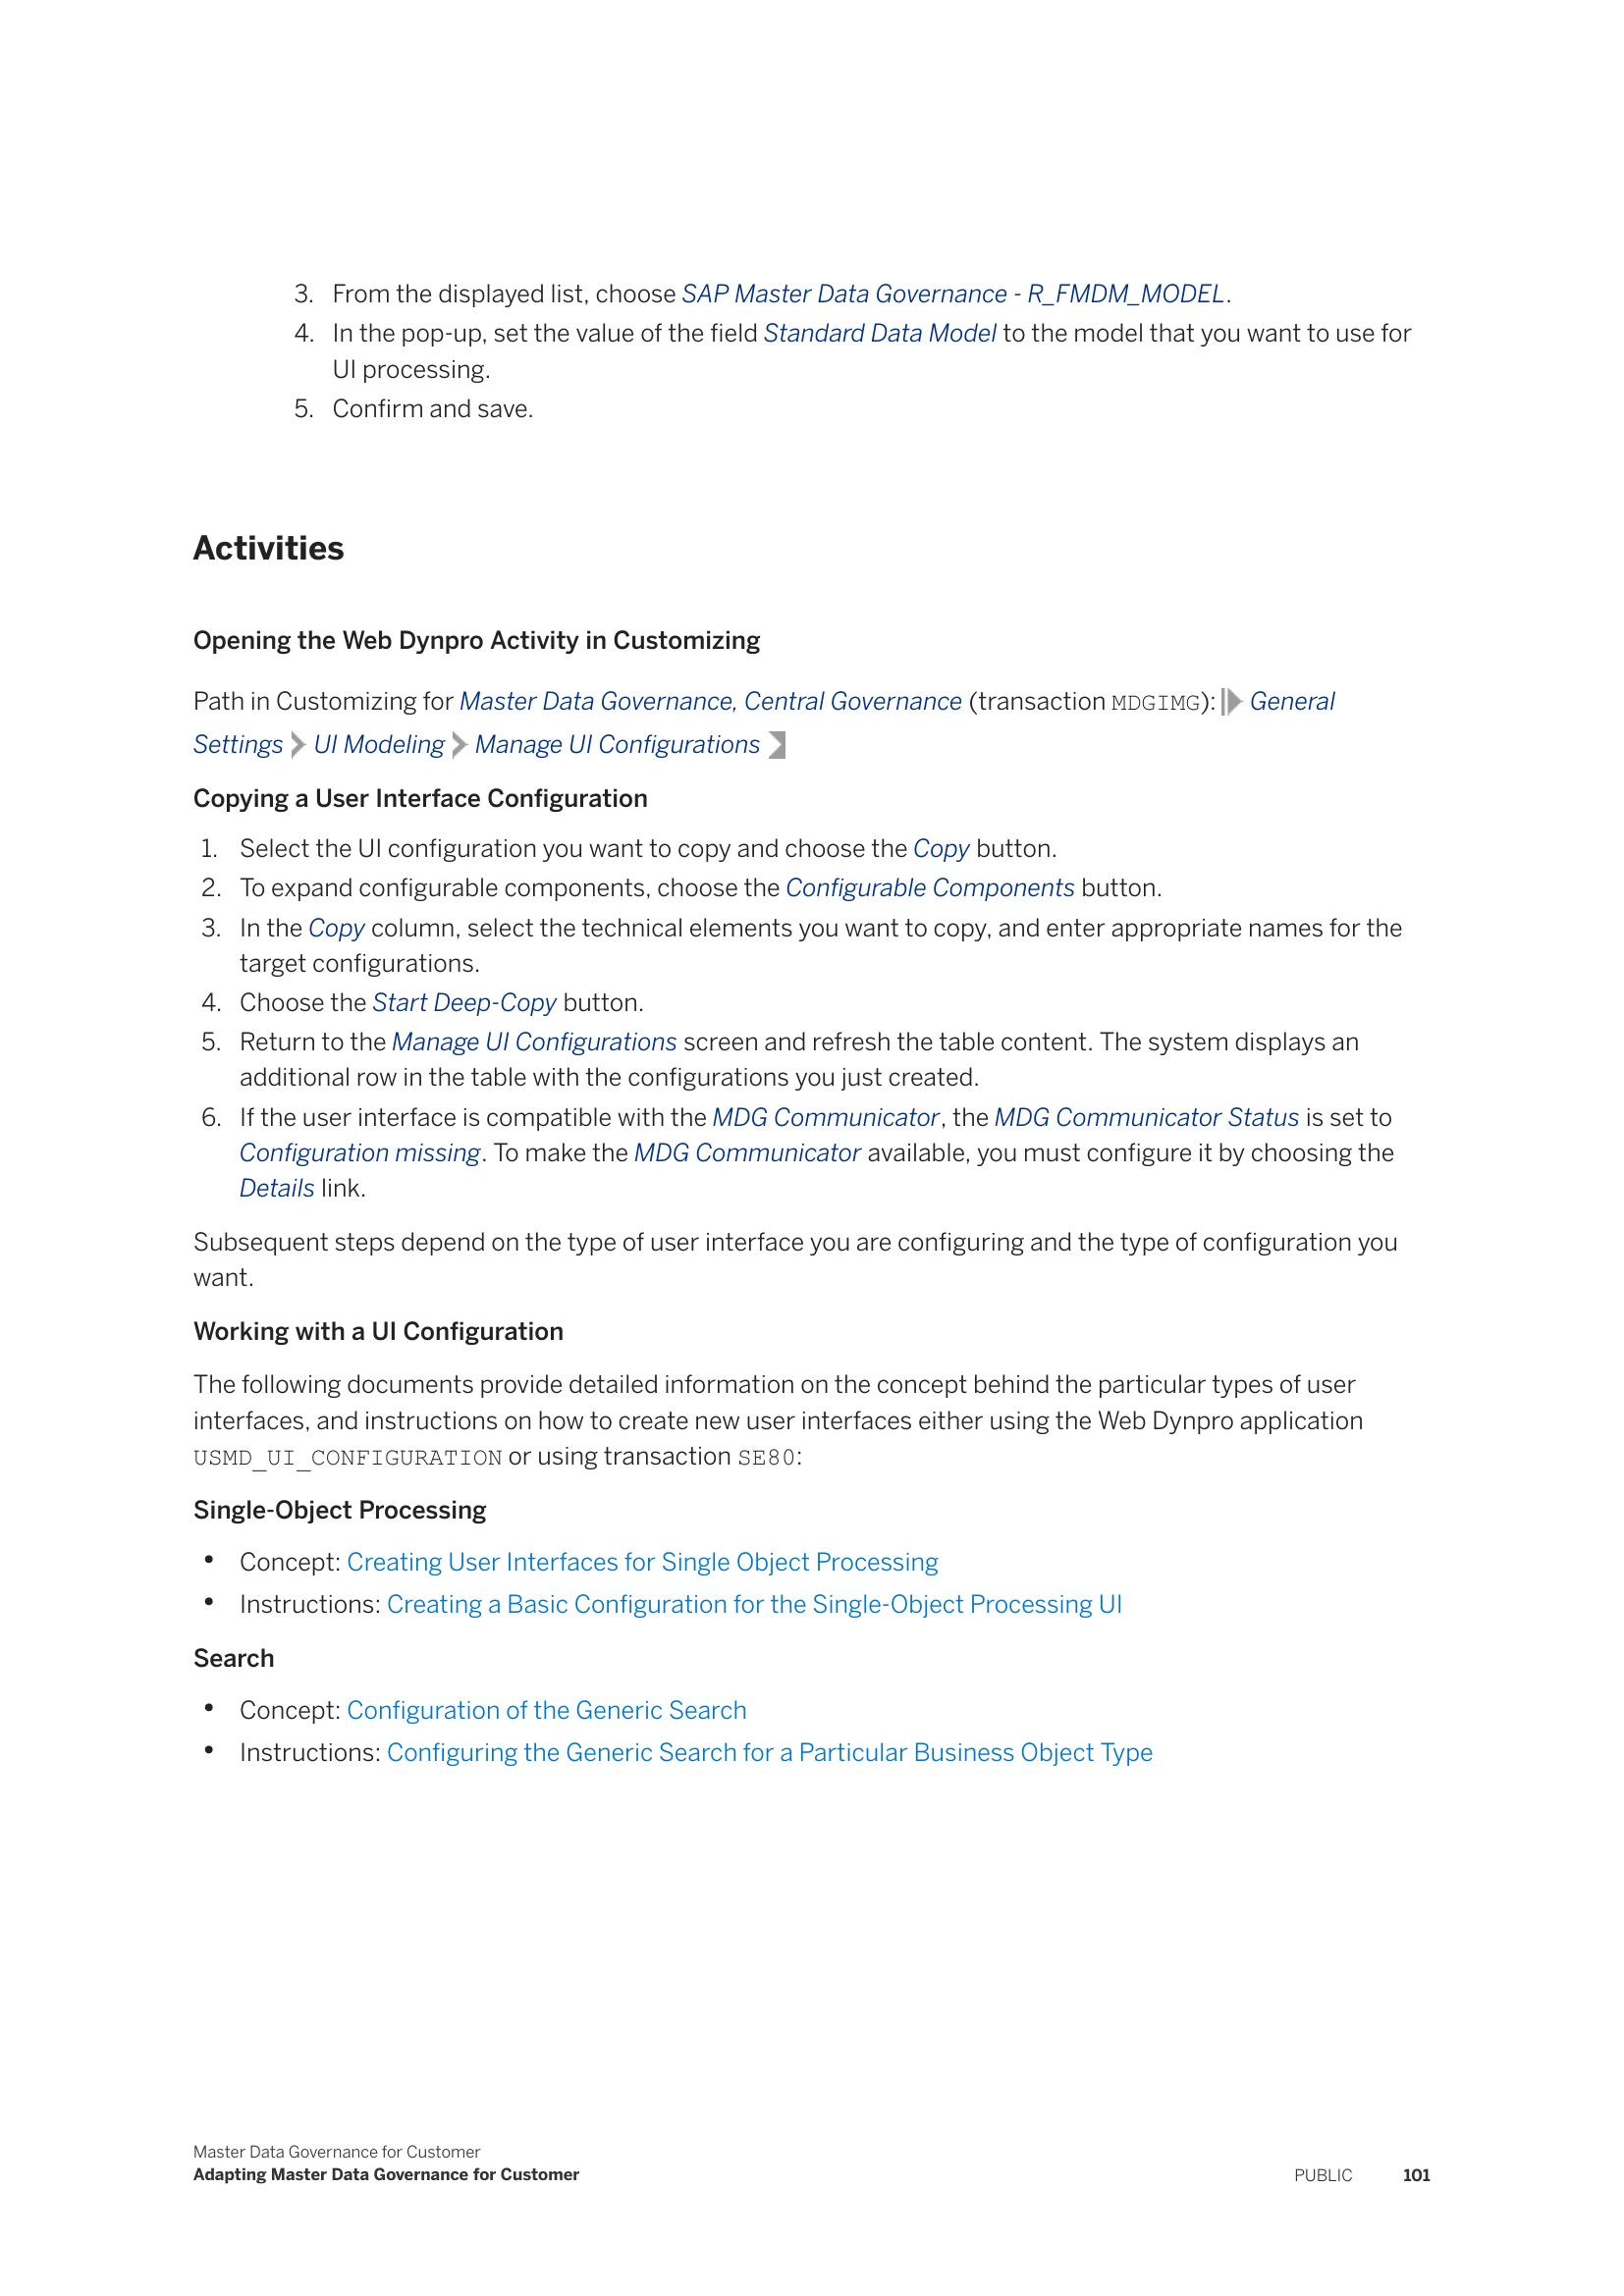 3. From the displayed list, choose SAP Master Data Governance - R_FMDM_MODEL.
4. In the pop-up, set the value of the field Standard Data Model to the model that you want to use for
UI processing.
5. Confirm and save.
Activities
Opening the Web Dynpro Activity in Customizing
Path in Customizing for Master Data Governance, Central Governance (transaction MDGIMG): General
Settings UI Modeling Manage UI Configurations
Copying a User Interface Configuration
1. Select the UI configuration you want to copy and choose the Copy button.
2. To expand configurable components, choose the Configurable Components button.
3. In the Copy column, select the technical elements you want to copy, and enter appropriate names for the
target configurations.
4. Choose the Start Deep-Copy button.
5. Return to the Manage UI Configurations screen and refresh the table content. The system displays an
additional row in the table with the configurations you just created.
6. If the user interface is compatible with the MDG Communicator, the MDG Communicator Status is set to
Configuration missing. To make the MDG Communicator available, you must configure it by choosing the
Details link.
Subsequent steps depend on the type of user interface you are configuring and the type of configuration you
want.
Working with a UI Configuration
The following documents provide detailed information on the concept behind the particular types of user
interfaces, and instructions on how to create new user interfaces either using the Web Dynpro application
USMD_UI_CONFIGURATION or using transaction SE80:
Single-Object Processing
• Concept: Creating User Interfaces for Single Object Processing
• Instructions: Creating a Basic Configuration for the Single-Object Processing UI
Search
• Concept: Configuration of the Generic Search
• Instructions: Configuring the Generic Search for a Particular Business Object Type
Master Data Governance for Customer
Adapting Master Data Governance for Customer PUBLIC 101